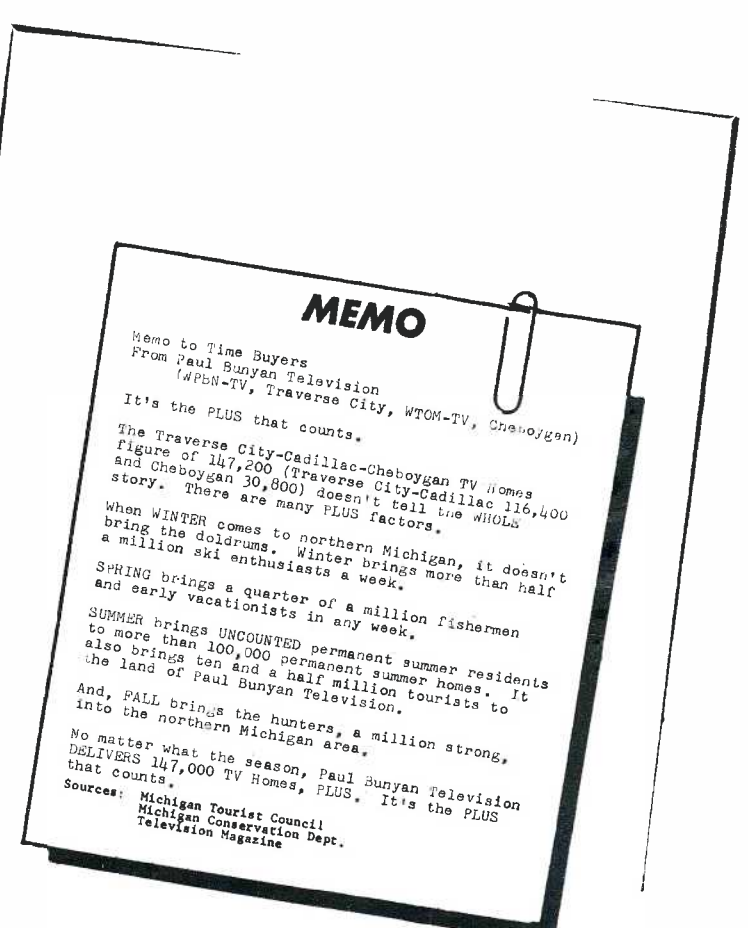 MEMO
Memo to Time Buyers
From Paul Bunyan Television
(WPBN-TV, Traverse City, WTOM-TV, Cheboygan)
It's the PLUS that counts.
The Traverse City-Cadillac-Cheboygan TV Homes
figure of 147,200 (Traverse City-Cadillac 116,400
and Cheboygan 30,800) doesn't tell the WHOLE
story. There are many PLUS factors.
When WINTER comes to northern Michigan, it doesn't
bring the doldrums. Winter brings more than half
a million ski enthusiasts a week.
SPRING brings a quarter of a million fishermen
and early vacationists in any week.
SUMMER brings UNCOUNTED permanent summer residents
to more than 100,000 permanent summer homes. It
also brings ten and a half million tourists to
the land of Paul Bunyan Television.
And, FALL brings the hunters, a million strong,
into the northern Michigan area.
No matter what the season, Paul Bunyan Television
DELIVERS 147,000 TV Homes, PLUS. It's the PLUS
that counts.
Sources: Michigan Tourist Council
Michigan Conservation Dept.
Television Magazine